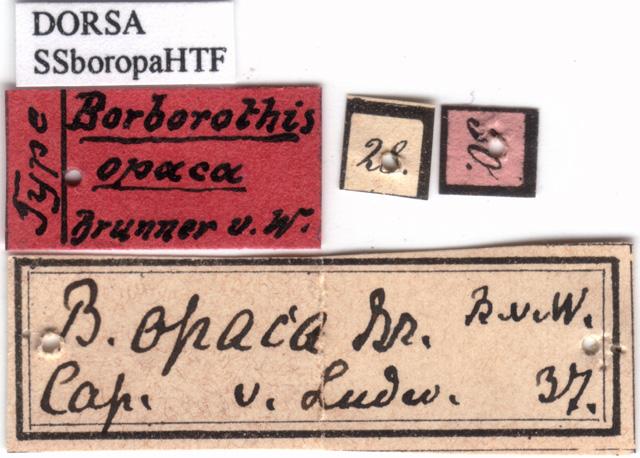 DORSA
SSboropaHTF
Type
Borborothis
opaca
Brunner v. W.
28.
B. opaca Br. B.v.W.
Cap. v. Ludw. 37.